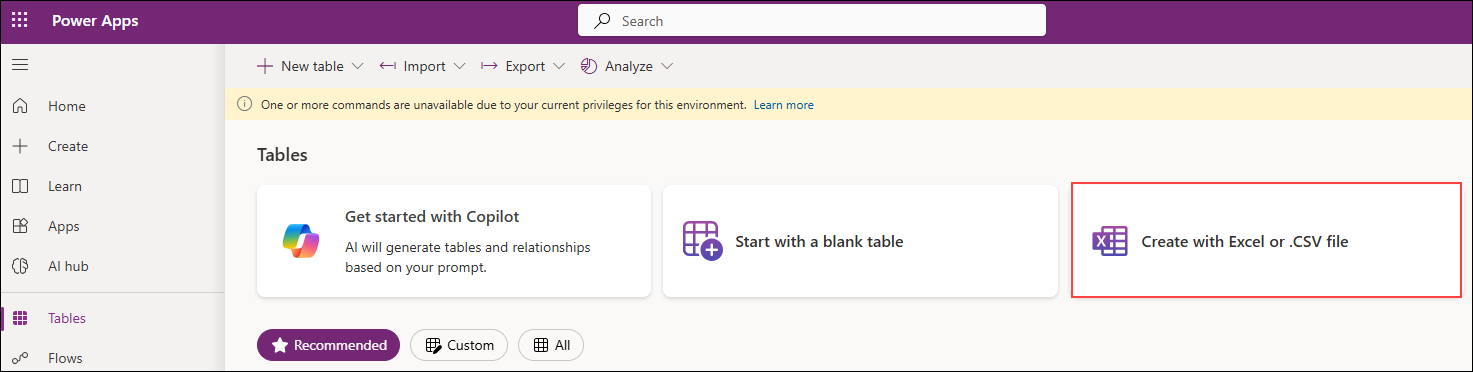 Power Apps
Search
New table
Import
Export
Analyze
One or more commands are unavailable due to your current privileges for this environment. Learn more
Home
Create
Learn
Apps
AI hub
Tables
Flows
Tables
Get started with Copilot
AI will generate tables and relationships
based on your prompt.
Start with a blank table
Create with Excel or .CSV file
Recommended
Custom
All